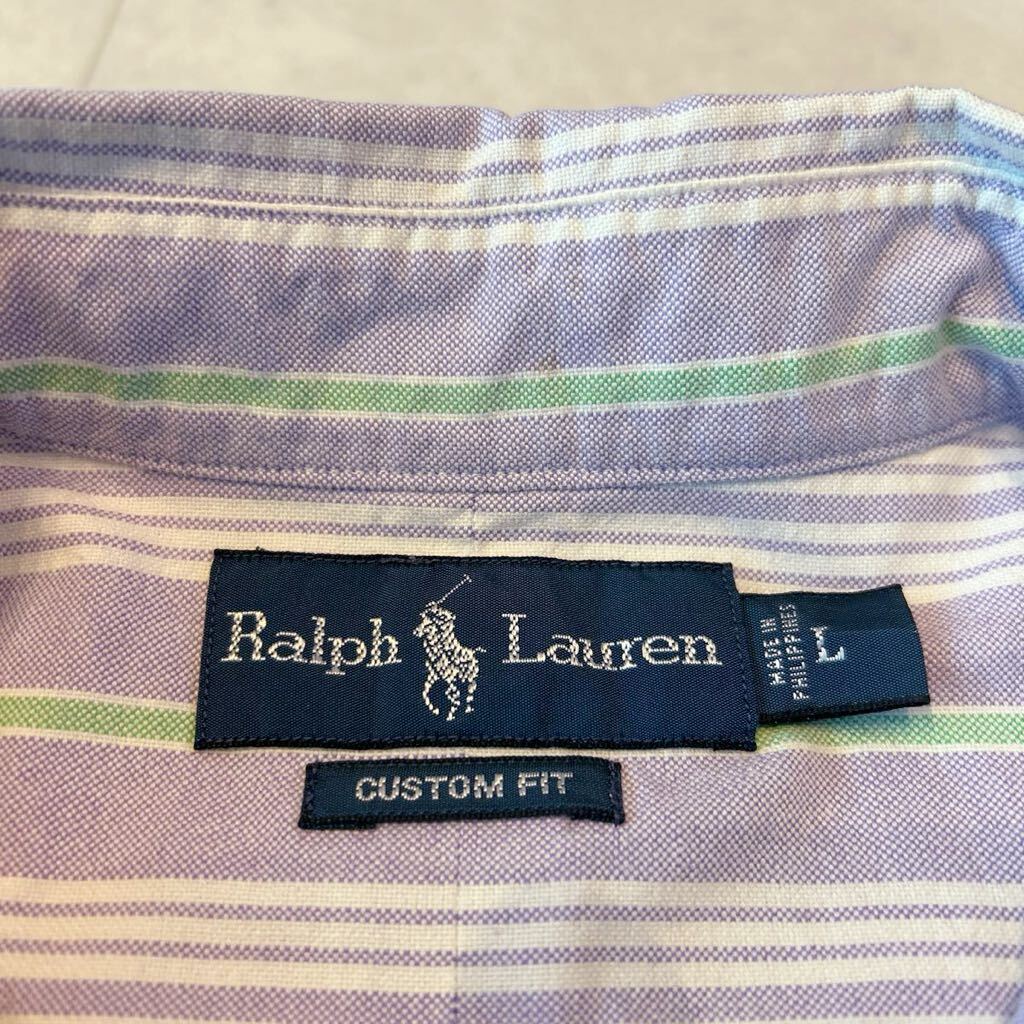 Ralph Lauren
MADE IN
PHILIPPINES
L
CUSTOM FIT